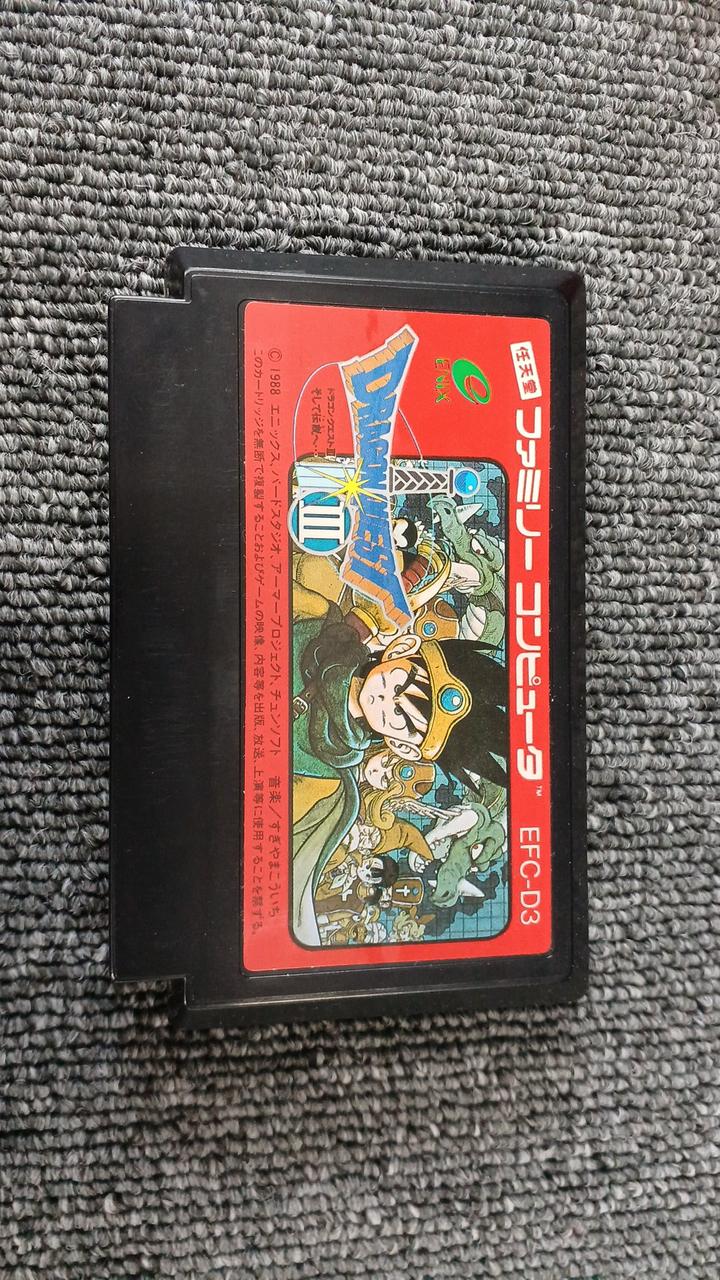 任天堂 ファミリー コンピュータ™ EFC-D3
ENIX
DRAGON QUEST
III
ドラゴンクエストIII
そして伝説へ…
© 1988 エニックス、バードスタジオ、アーマープロジェクト、チュンソフト 音楽/すぎやまこういち
このカートリッジを無断で複製することおよびゲームの映像、内容等を出版、放送、上演等に使用することを禁ずる。